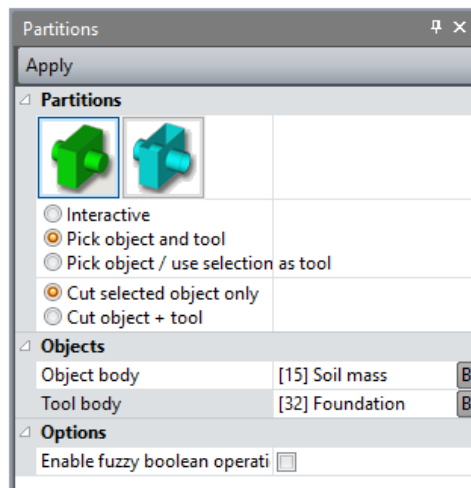 Partitions
Apply
Partitions
Interactive
Pick object and tool
Pick object / use selection as tool
Cut selected object only
Cut object + tool
Objects
Object body [15] Soil mass B
Tool body [32] Foundation B
Options
Enable fuzzy boolean operati